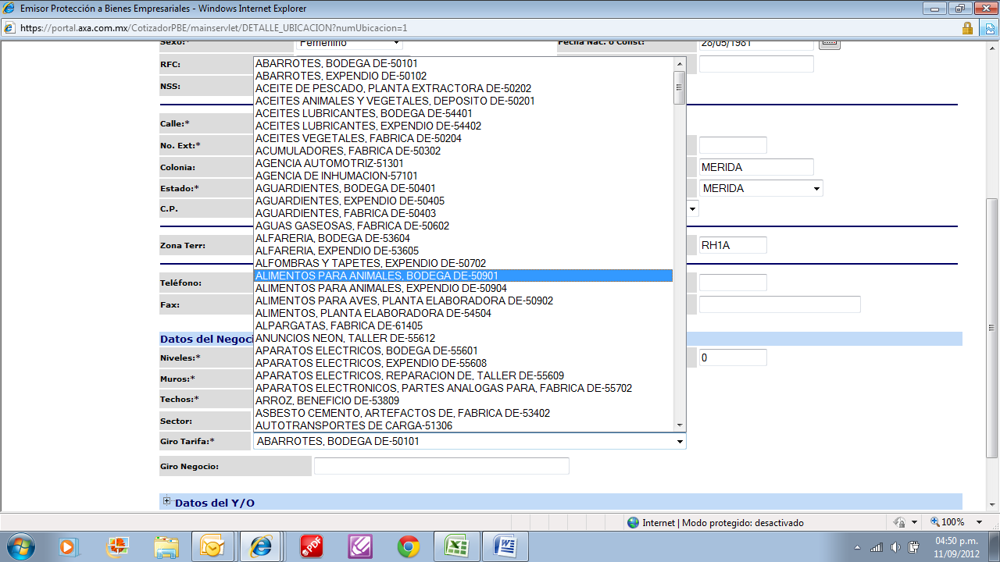 Emisor Protección a Bienes Empresariales - Windows Internet Explorer
https://portal.axa.com.mx/CotizadorPBE/mainservlet/DETALLE_UBICACION?numUbicacion=1
Sexo:* Femenino Fecha Nac. o Const: 28/05/1981
RFC:
NSS:
ABARROTES, BODEGA DE-50101
ABARROTES, EXPENDIO DE-50102
ACEITE DE PESCADO, PLANTA EXTRACTORA DE-50202
ACEITES ANIMALES Y VEGETALES, DEPOSITO DE-50201
ACEITES LUBRICANTES, BODEGA DE-54401
ACEITES LUBRICANTES, EXPENDIO DE-54402
ACEITES VEGETALES, FABRICA DE-50204
ACUMULADORES, FABRICA DE-50302
AGENCIA AUTOMOTRIZ-51301
AGENCIA DE INHUMACION-57101
AGUARDIENTES, BODEGA DE-50401
AGUARDIENTES, EXPENDIO DE-50405
AGUARDIENTES, FABRICA DE-50403
AGUAS GASEOSAS, FABRICA DE-50602
ALFARERIA, BODEGA DE-53604
ALFARERIA, EXPENDIO DE-53605
ALFOMBRAS Y TAPETES, EXPENDIO DE-50702
ALIMENTOS PARA ANIMALES, BODEGA DE-50901
ALIMENTOS PARA ANIMALES, EXPENDIO DE-50904
ALIMENTOS PARA AVES, PLANTA ELABORADORA DE-50902
ALIMENTOS, PLANTA ELABORADORA DE-54504
ALPARGATAS, FABRICA DE-61405
ANUNCIOS NEON, TALLER DE-55612
APARATOS ELECTRICOS, BODEGA DE-55601
APARATOS ELECTRICOS, EXPENDIO DE-55608
APARATOS ELECTRICOS, REPARACION DE, TALLER DE-55609
APARATOS ELECTRONICOS, PARTES ANALOGAS PARA, FABRICA DE-55702
ARROZ, BENEFICIO DE-53809
ASBESTO CEMENTO, ARTEFACTOS DE, FABRICA DE-53402
AUTOTRANSPORTES DE CARGA-51306
Calle:*
No. Ext:*
Colonia: MERIDA
Estado:* MERIDA
C.P.
Zona Terr: RH1A
Teléfono:
Fax:
Datos del Negoci
Niveles:* 0
Muros:*
Techos:*
Sector:
Giro Tarifa:* ABARROTES, BODEGA DE-50101
Giro Negocio:
Datos del Y/O
Internet | Modo protegido: desactivado 100%
PDF
04:50 p.m.
11/09/2012